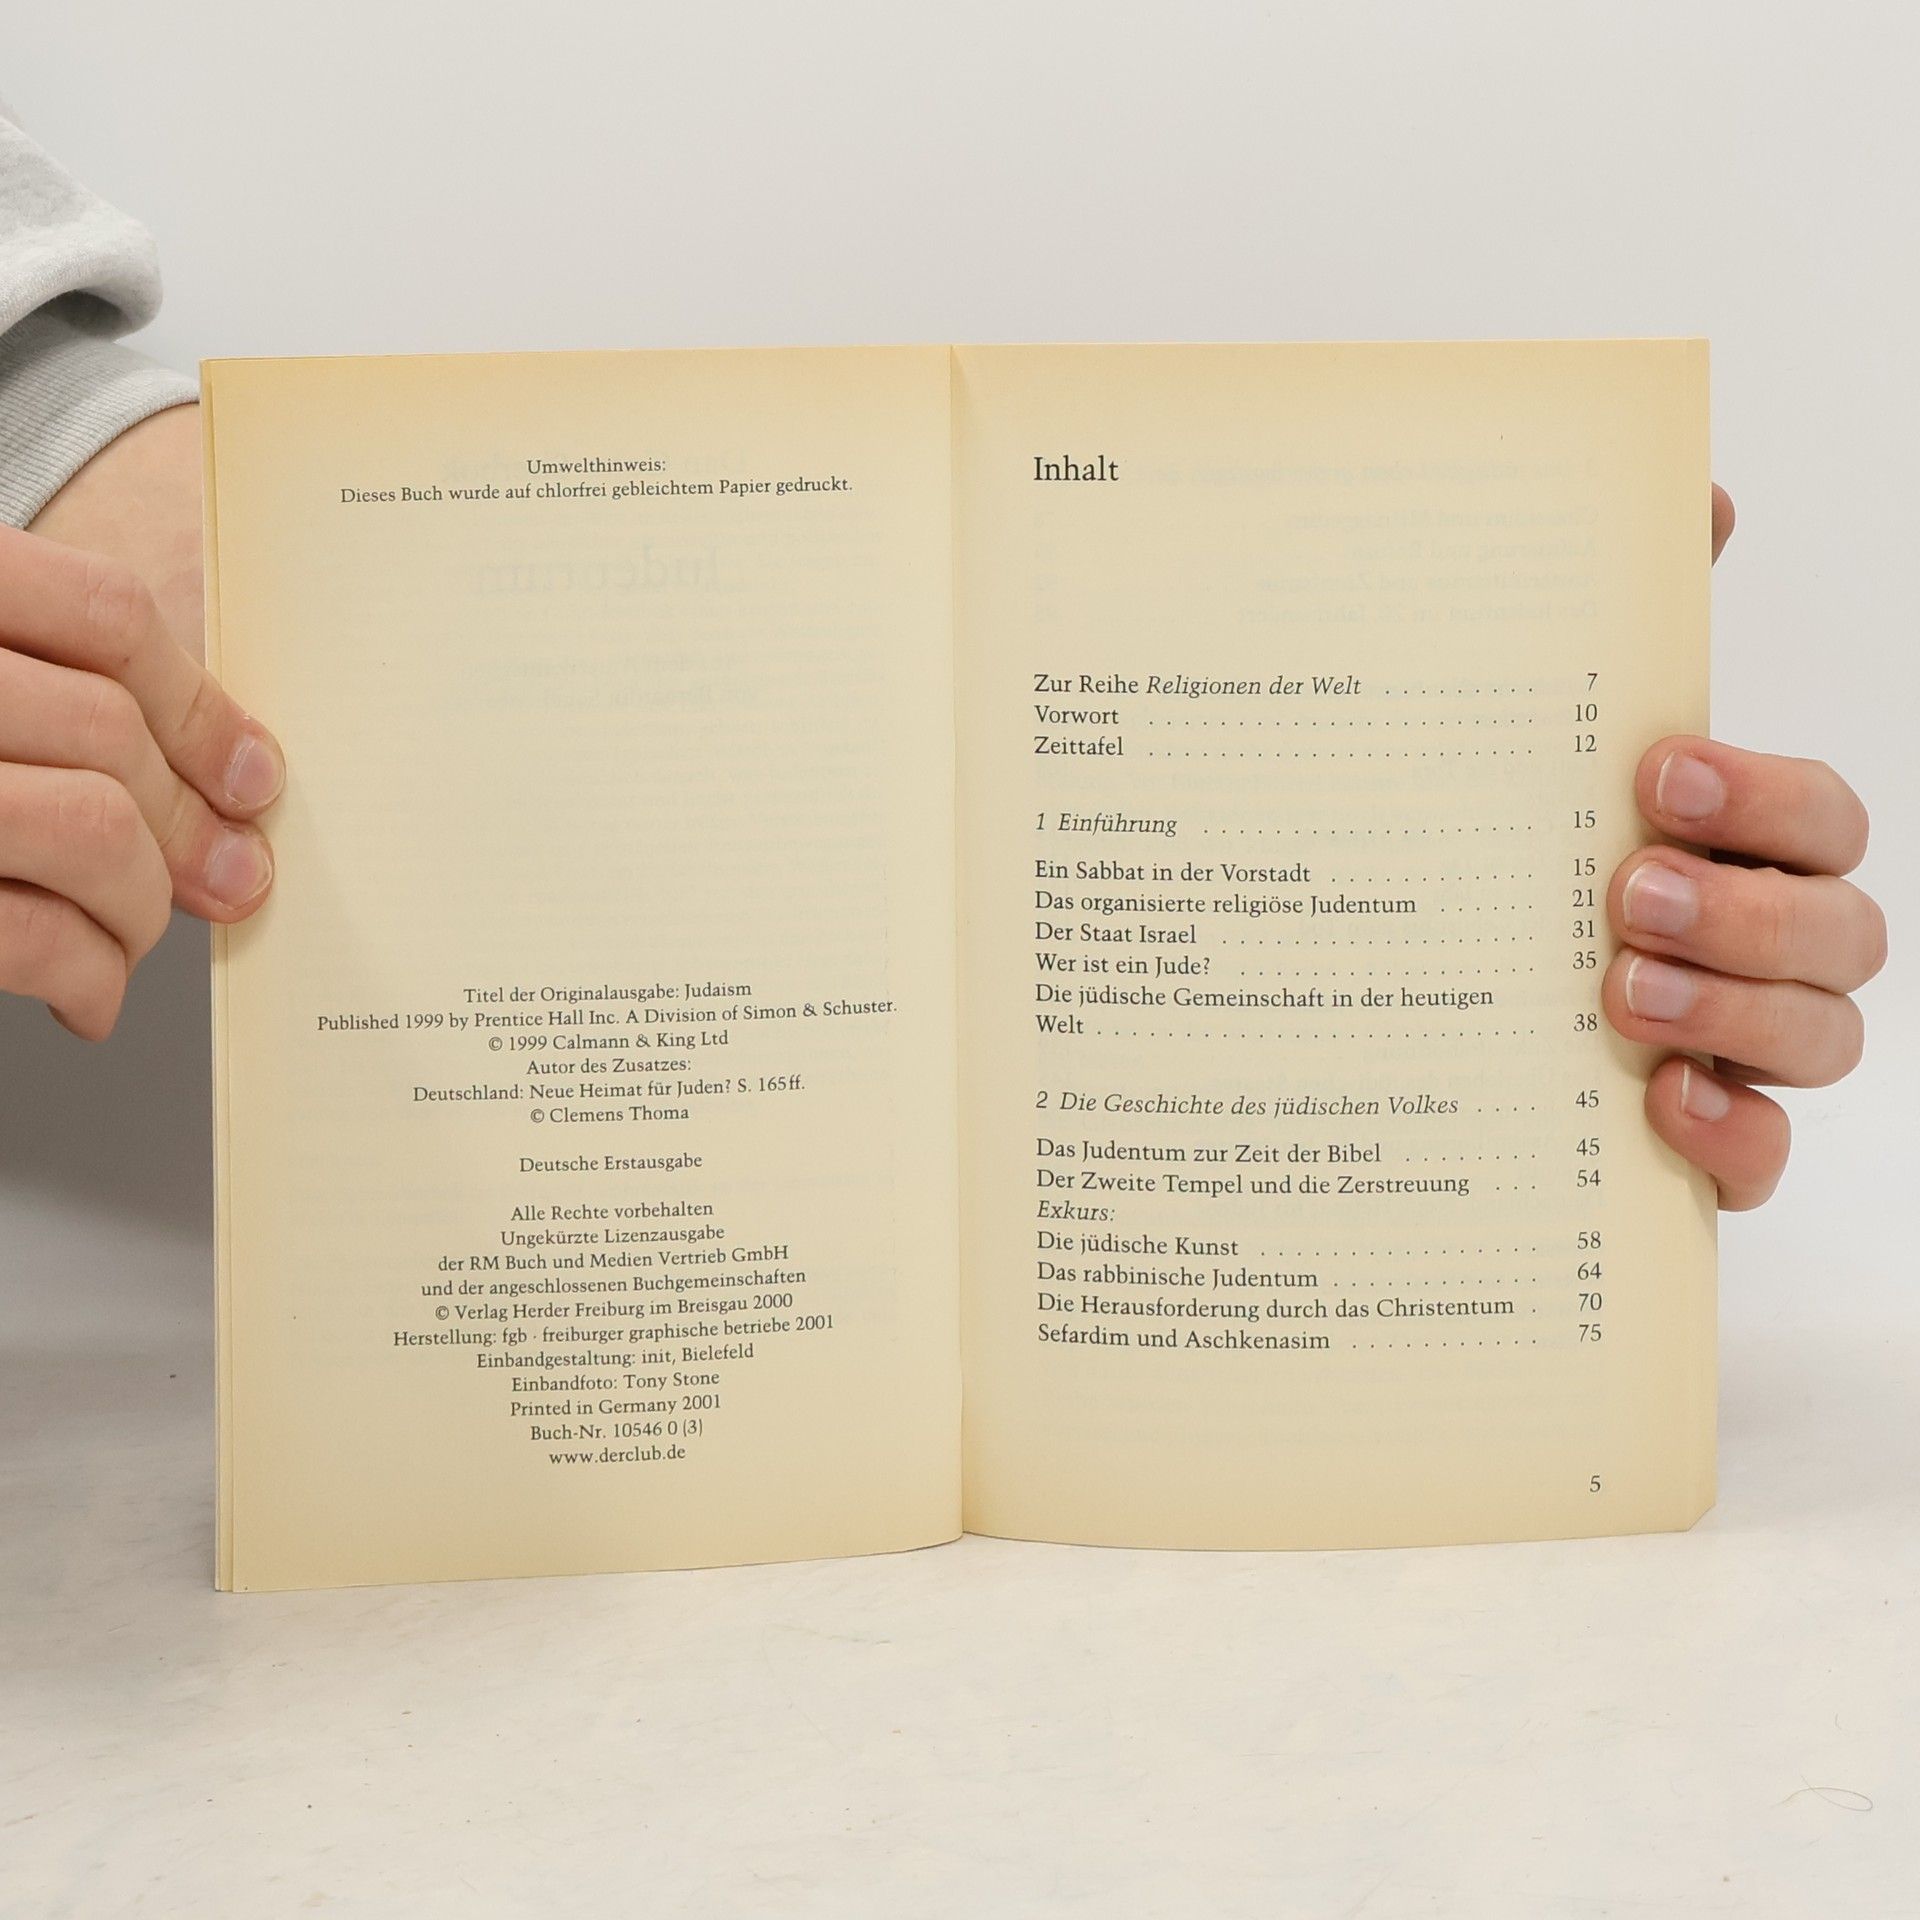 Umwelthinweis:
Dieses Buch wurde auf chlorfrei gebleichtem Papier gedruckt.
Titel der Originalausgabe: Judaism
Published 1999 by Prentice Hall Inc. A Division of Simon & Schuster.
© 1999 Calmann & King Ltd
Autor des Zusatzes:
Deutschland: Neue Heimat für Juden? S. 165 ff.
© Clemens Thoma
Deutsche Erstausgabe
Alle Rechte vorbehalten
Ungekürzte Lizenzausgabe
der RM Buch und Medien Vertrieb GmbH
und der angeschlossenen Buchgemeinschaften
© Verlag Herder Freiburg im Breisgau 2000
Herstellung: fgb · freiburger graphische betriebe 2001
Einbandgestaltung: init, Bielefeld
Einbandfoto: Tony Stone
Printed in Germany 2001
Buch-Nr. 10546 0 (3)
www.derclub.de
Inhalt
Zur Reihe Religionen der Welt . . . . . . . . . 7
Vorwort . . . . . . . . . . . . . . . . . . . . . . 10
Zeittafel . . . . . . . . . . . . . . . . . . . . . . 12
1 Einführung . . . . . . . . . . . . . . . . . . . 15
Ein Sabbat in der Vorstadt . . . . . . . . . . . . 15
Das organisierte religiöse Judentum . . . . . . 21
Der Staat Israel . . . . . . . . . . . . . . . . . . 31
Wer ist ein Jude? . . . . . . . . . . . . . . . . . 35
Die jüdische Gemeinschaft in der heutigen
Welt . . . . . . . . . . . . . . . . . . . . . . . . . 38
2 Die Geschichte des jüdischen Volkes . . . . 45
Das Judentum zur Zeit der Bibel . . . . . . . . 45
Der Zweite Tempel und die Zerstreuung . . . 54
Exkurs:
Die jüdische Kunst . . . . . . . . . . . . . . . . 58
Das rabbinische Judentum . . . . . . . . . . . . 64
Die Herausforderung durch das Christentum . 70
Sefardim und Aschkenasim . . . . . . . . . . . 75
5